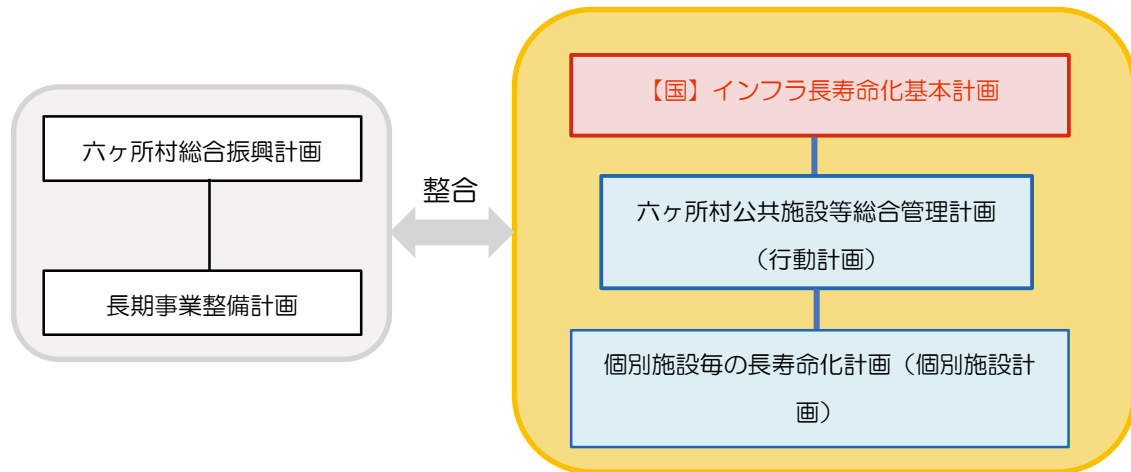 六ヶ所村総合振興計画
長期事業整備計画
整合
【国】インフラ長寿命化基本計画
六ヶ所村公共施設等総合管理計画
（行動計画）
個別施設毎の長寿命化計画（個別施設計
画）